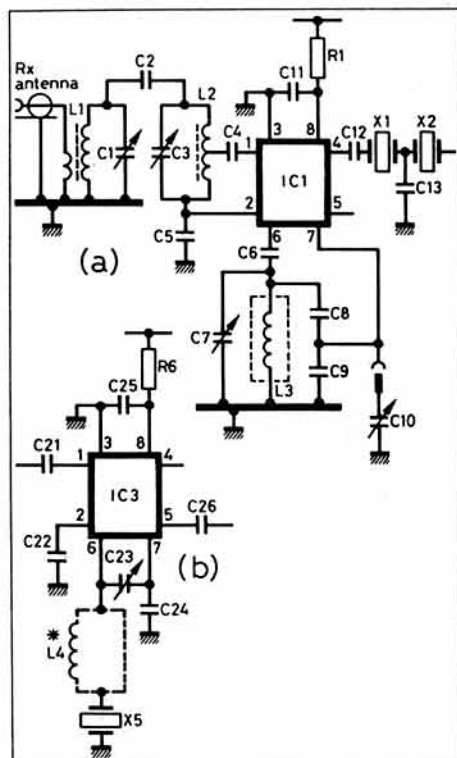 Rx
antenna
L1
C2
L2
C1
C3
C4
C5
R1
C11
3
8
1
4
IC1
2
5
6
7
C12
X1
X2
C13
C6
C7
L3
C8
C9
C10
(a)
R6
C25
C21
3
8
1
4
IC3
2
5
6
7
C26
C22
C23
(b)
C24
*
L4
X5